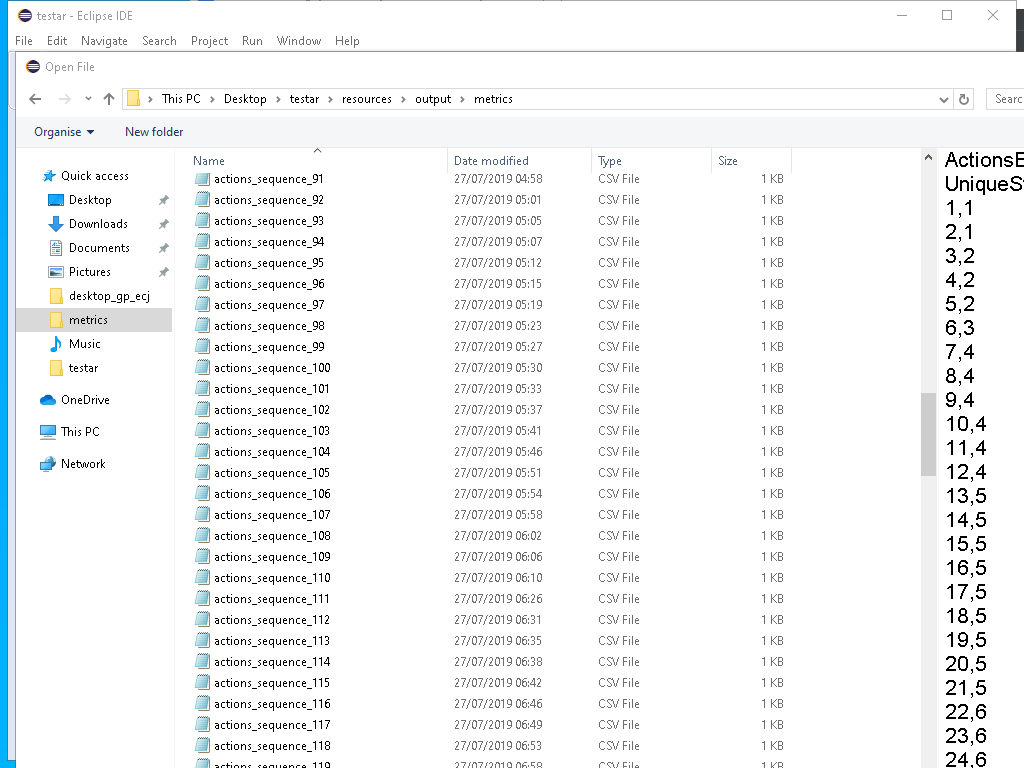 testar - Eclipse IDE
File Edit Navigate Search Project Run Window Help
Open File
This PC > Desktop > testar > resources > output > metrics
Searc
Organise New folder
Quick access
Desktop
Downloads
Documents
Pictures
desktop_gp_ecj
metrics
Music
testar
OneDrive
This PC
Network
Name Date modified Type Size
actions_sequence_91 27/07/2019 04:58 CSV File 1 KB
actions_sequence_92 27/07/2019 05:01 CSV File 1 KB
actions_sequence_93 27/07/2019 05:05 CSV File 1 KB
actions_sequence_94 27/07/2019 05:07 CSV File 1 KB
actions_sequence_95 27/07/2019 05:12 CSV File 1 KB
actions_sequence_96 27/07/2019 05:15 CSV File 1 KB
actions_sequence_97 27/07/2019 05:19 CSV File 1 KB
actions_sequence_98 27/07/2019 05:23 CSV File 1 KB
actions_sequence_99 27/07/2019 05:27 CSV File 1 KB
actions_sequence_100 27/07/2019 05:30 CSV File 1 KB
actions_sequence_101 27/07/2019 05:33 CSV File 1 KB
actions_sequence_102 27/07/2019 05:37 CSV File 1 KB
actions_sequence_103 27/07/2019 05:41 CSV File 1 KB
actions_sequence_104 27/07/2019 05:46 CSV File 1 KB
actions_sequence_105 27/07/2019 05:51 CSV File 1 KB
actions_sequence_106 27/07/2019 05:54 CSV File 1 KB
actions_sequence_107 27/07/2019 05:58 CSV File 1 KB
actions_sequence_108 27/07/2019 06:02 CSV File 1 KB
actions_sequence_109 27/07/2019 06:06 CSV File 1 KB
actions_sequence_110 27/07/2019 06:10 CSV File 1 KB
actions_sequence_111 27/07/2019 06:26 CSV File 1 KB
actions_sequence_112 27/07/2019 06:31 CSV File 1 KB
actions_sequence_113 27/07/2019 06:35 CSV File 1 KB
actions_sequence_114 27/07/2019 06:38 CSV File 1 KB
actions_sequence_115 27/07/2019 06:42 CSV File 1 KB
actions_sequence_116 27/07/2019 06:46 CSV File 1 KB
actions_sequence_117 27/07/2019 06:49 CSV File 1 KB
actions_sequence_118 27/07/2019 06:53 CSV File 1 KB
actions_sequence_119 27/07/2019 06:58 CSV File 1 KB
ActionsE
UniqueSt
1,1
2,1
3,2
4,2
5,2
6,3
7,4
8,4
9,4
10,4
11,4
12,4
13,5
14,5
15,5
16,5
17,5
18,5
19,5
20,5
21,5
22,6
23,6
24,6